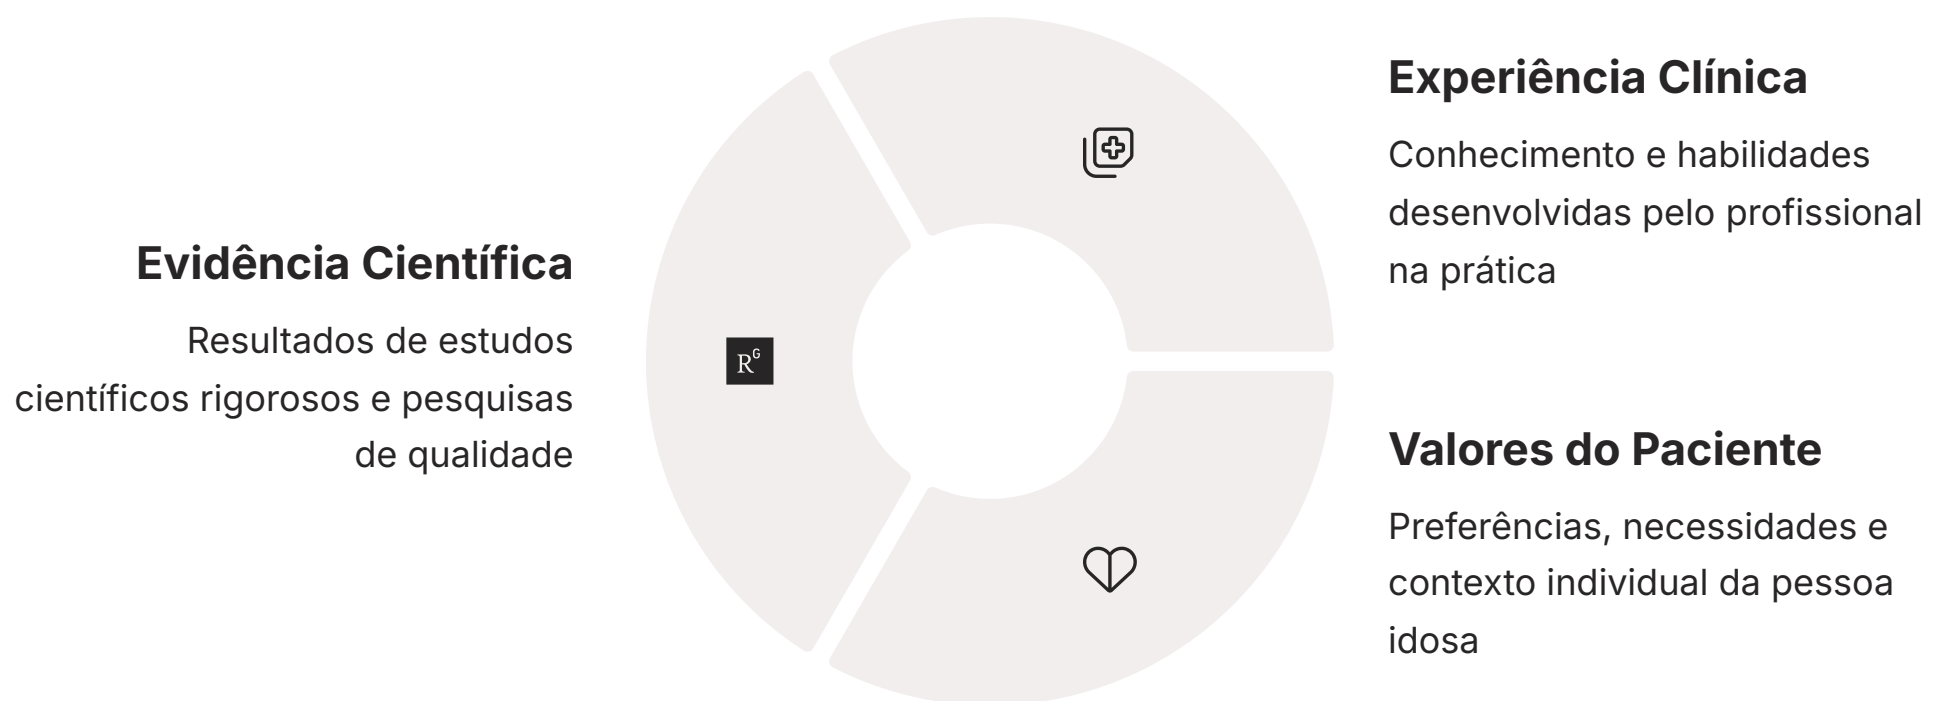 Experiência Clínica
Conhecimento e habilidades
desenvolvidas pelo profissional
na prática
Evidência Científica
Resultados de estudos
científicos rigorosos e pesquisas
de qualidade
RG
Valores do Paciente
Preferências, necessidades e
contexto individual da pessoa
idosa